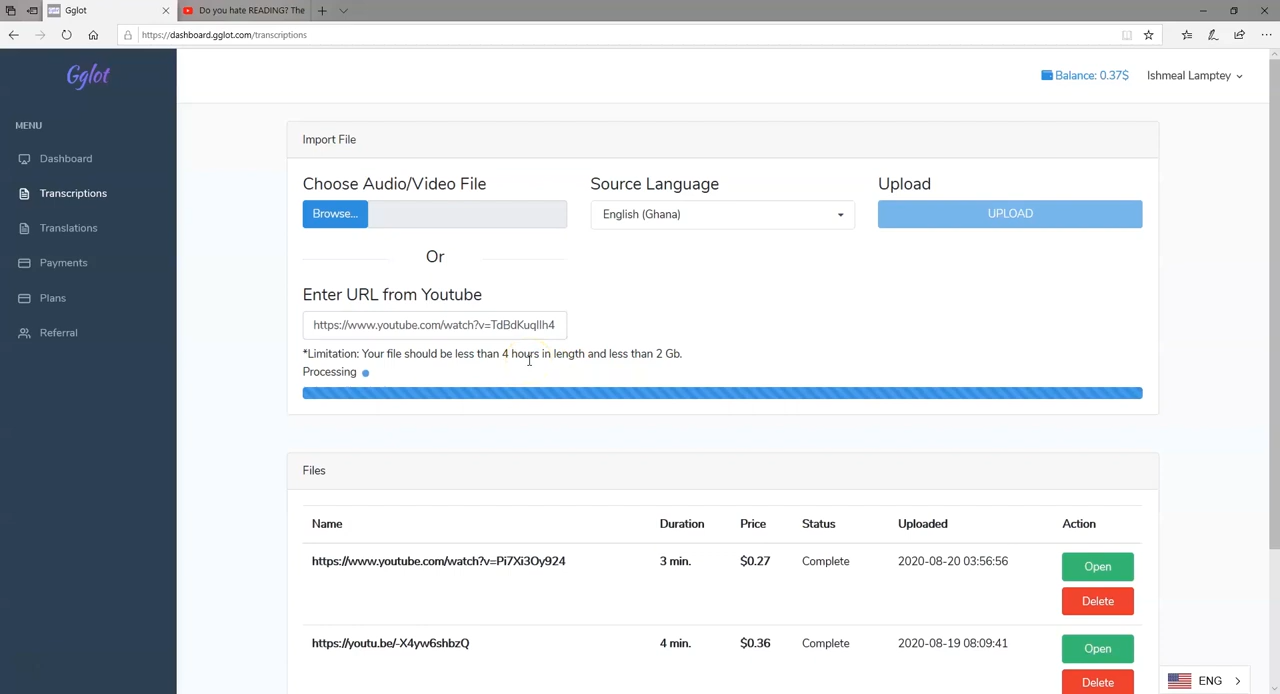 Gglot
Do you hate READING? The
https://dashboard.gglot.com/transcriptions
Gglot
Balance: 0.37$
Ishmeal Lamptey
MENU
Dashboard
Transcriptions
Translations
Payments
Plans
Referral
Import File
Choose Audio/Video File
Source Language
Upload
Browse...
English (Ghana)
UPLOAD
Or
Enter URL from Youtube
https://www.youtube.com/watch?v=TdBdKuqIlh4
*Limitation: Your file should be less than 4 hours in length and less than 2 Gb.
Processing
Files
Name Duration Price Status Uploaded Action
https://www.youtube.com/watch?v=Pi7Xi3Oy924 3 min. $0.27 Complete 2020-08-20 03:56:56 Open
Delete
https://youtu.be/-X4yw6shbzQ 4 min. $0.36 Complete 2020-08-19 08:09:41 Open
Delete
ENG